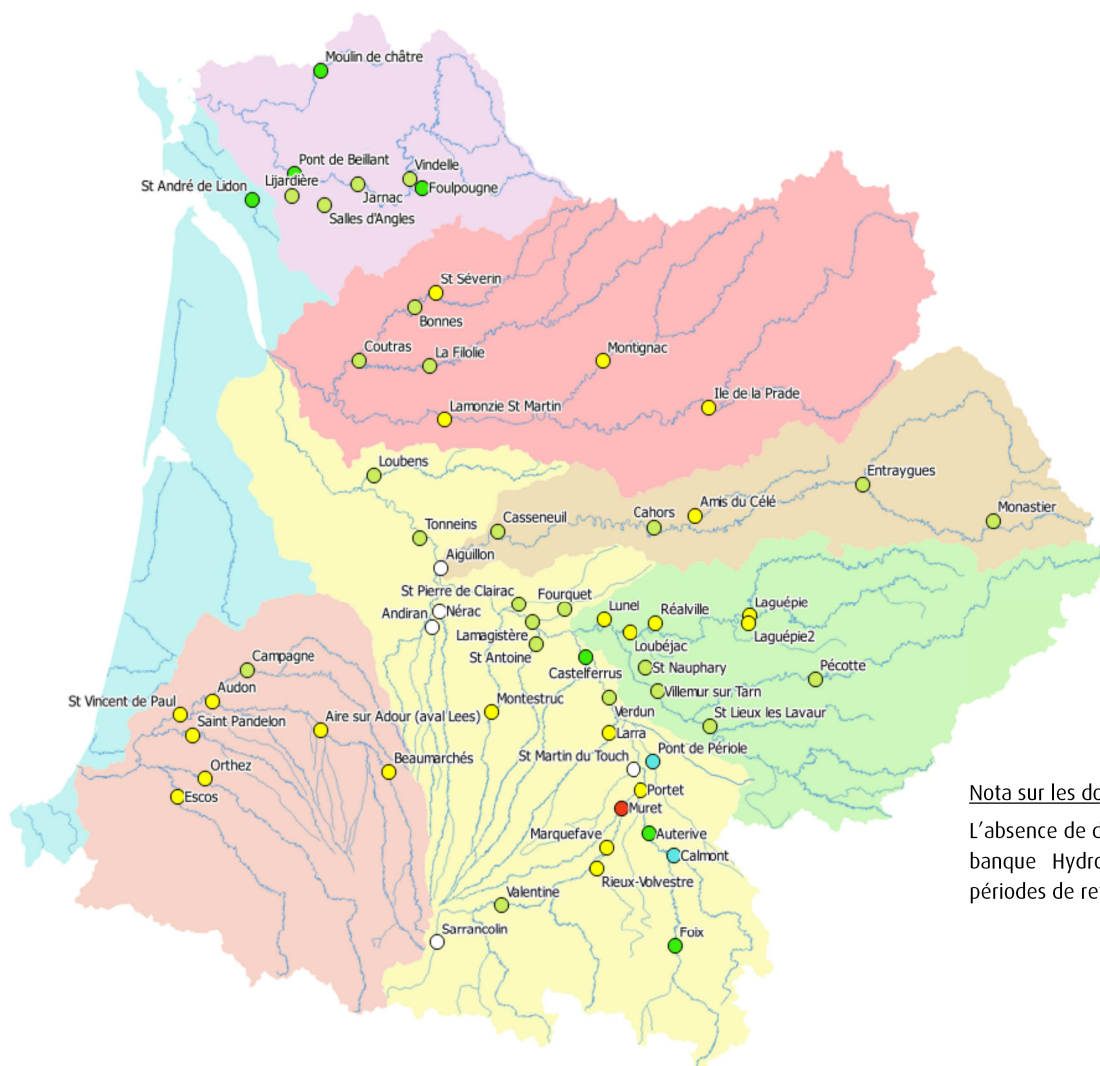 Moulin de châtre
Pont de Beillant
Vindelle
St André de Lidon
Lijardière
Jarnac
Foulpougne
Salles d'Angles
St Séverin
Bonnes
Coutras
La Filolie
Montignac
Ile de la Prade
Lamonzie St Martin
Loubens
Entraygues
Amis du Célé
Monastier
Casseneuil
Cahors
Tonneins
Aiguillon
St Pierre de Clairac
Fourquet
Lunel
Réalville
Laguépie
Andiran
Nérac
Lamagistère
Loubéjac
Laguépie2
St Antoine
Campagne
Castelferrus
St Nauphary
Pécotte
St Vincent de Paul
Audon
Montestruc
Villemur sur Tarn
Saint Pandelon
Aire sur Adour (aval Lees)
Verdun
St Lieux les Lavaur
Larra
Pont de Périole
Orthez
Beaumarchés
St Martin du Touch
Escos
Portet
Muret
Marquefave
Auterive
Calmont
Rieux-Volvestre
Valentine
Sarrancolin
Foix
Nota sur les do
L'absence de d
banque Hydro
périodes de re